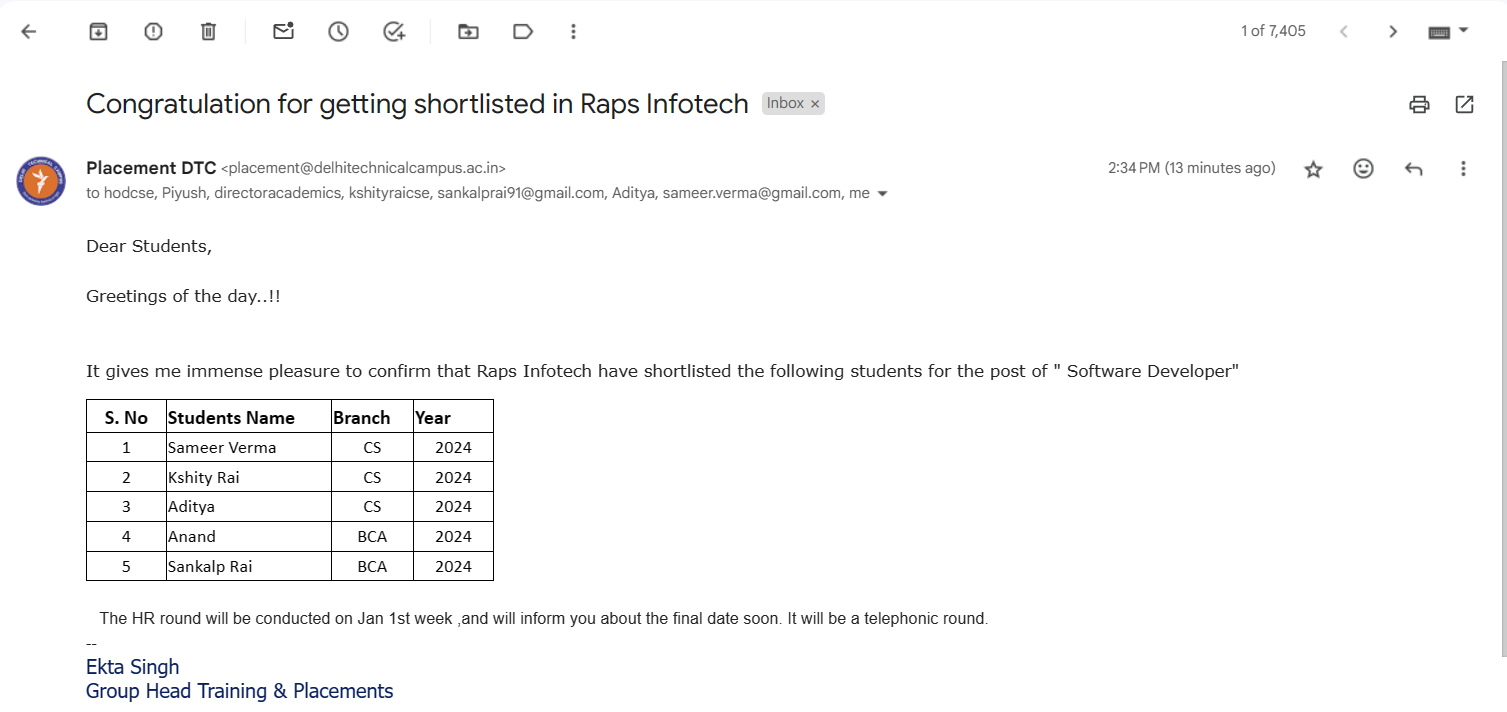 1 of 7,405
Congratulation for getting shortlisted in Raps Infotech Inbox ×
Placement DTC <placement@delhitechnicalcampus.ac.in> 2:34 PM (13 minutes ago)
to hodcse, Piyush, directoracademics, kshityraicse, sankalprai91@gmail.com, Aditya, sameer.verma@gmail.com, me
Dear Students,
Greetings of the day..!!
It gives me immense pleasure to confirm that Raps Infotech have shortlisted the following students for the post of " Software Developer"
S. No Students Name Branch Year
1 Sameer Verma CS 2024
2 Kshity Rai CS 2024
3 Aditya CS 2024
4 Anand BCA 2024
5 Sankalp Rai BCA 2024
The HR round will be conducted on Jan 1st week ,and will inform you about the final date soon. It will be a telephonic round.
--
Ekta Singh
Group Head Training & Placements